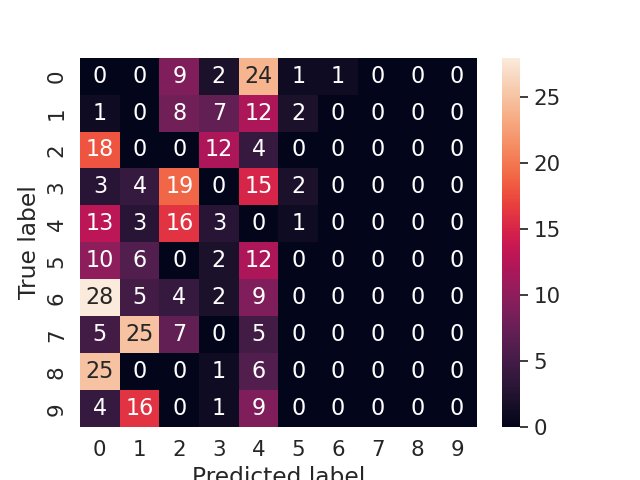 0 0 0 9 2 24 1 1 0 0 0
1 1 0 8 7 12 2 0 0 0 0
2 18 0 0 12 4 0 0 0 0 0
3 3 4 19 0 15 2 0 0 0 0
4 13 3 16 3 0 1 0 0 0 0
5 10 6 0 2 12 0 0 0 0 0
6 28 5 4 2 9 0 0 0 0 0
7 5 25 7 0 5 0 0 0 0 0
8 25 0 0 1 6 0 0 0 0 0
9 4 16 0 1 9 0 0 0 0 0
0 1 2 3 4 5 6 7 8 9
True label
Predicted label
25
20
15
10
5
0